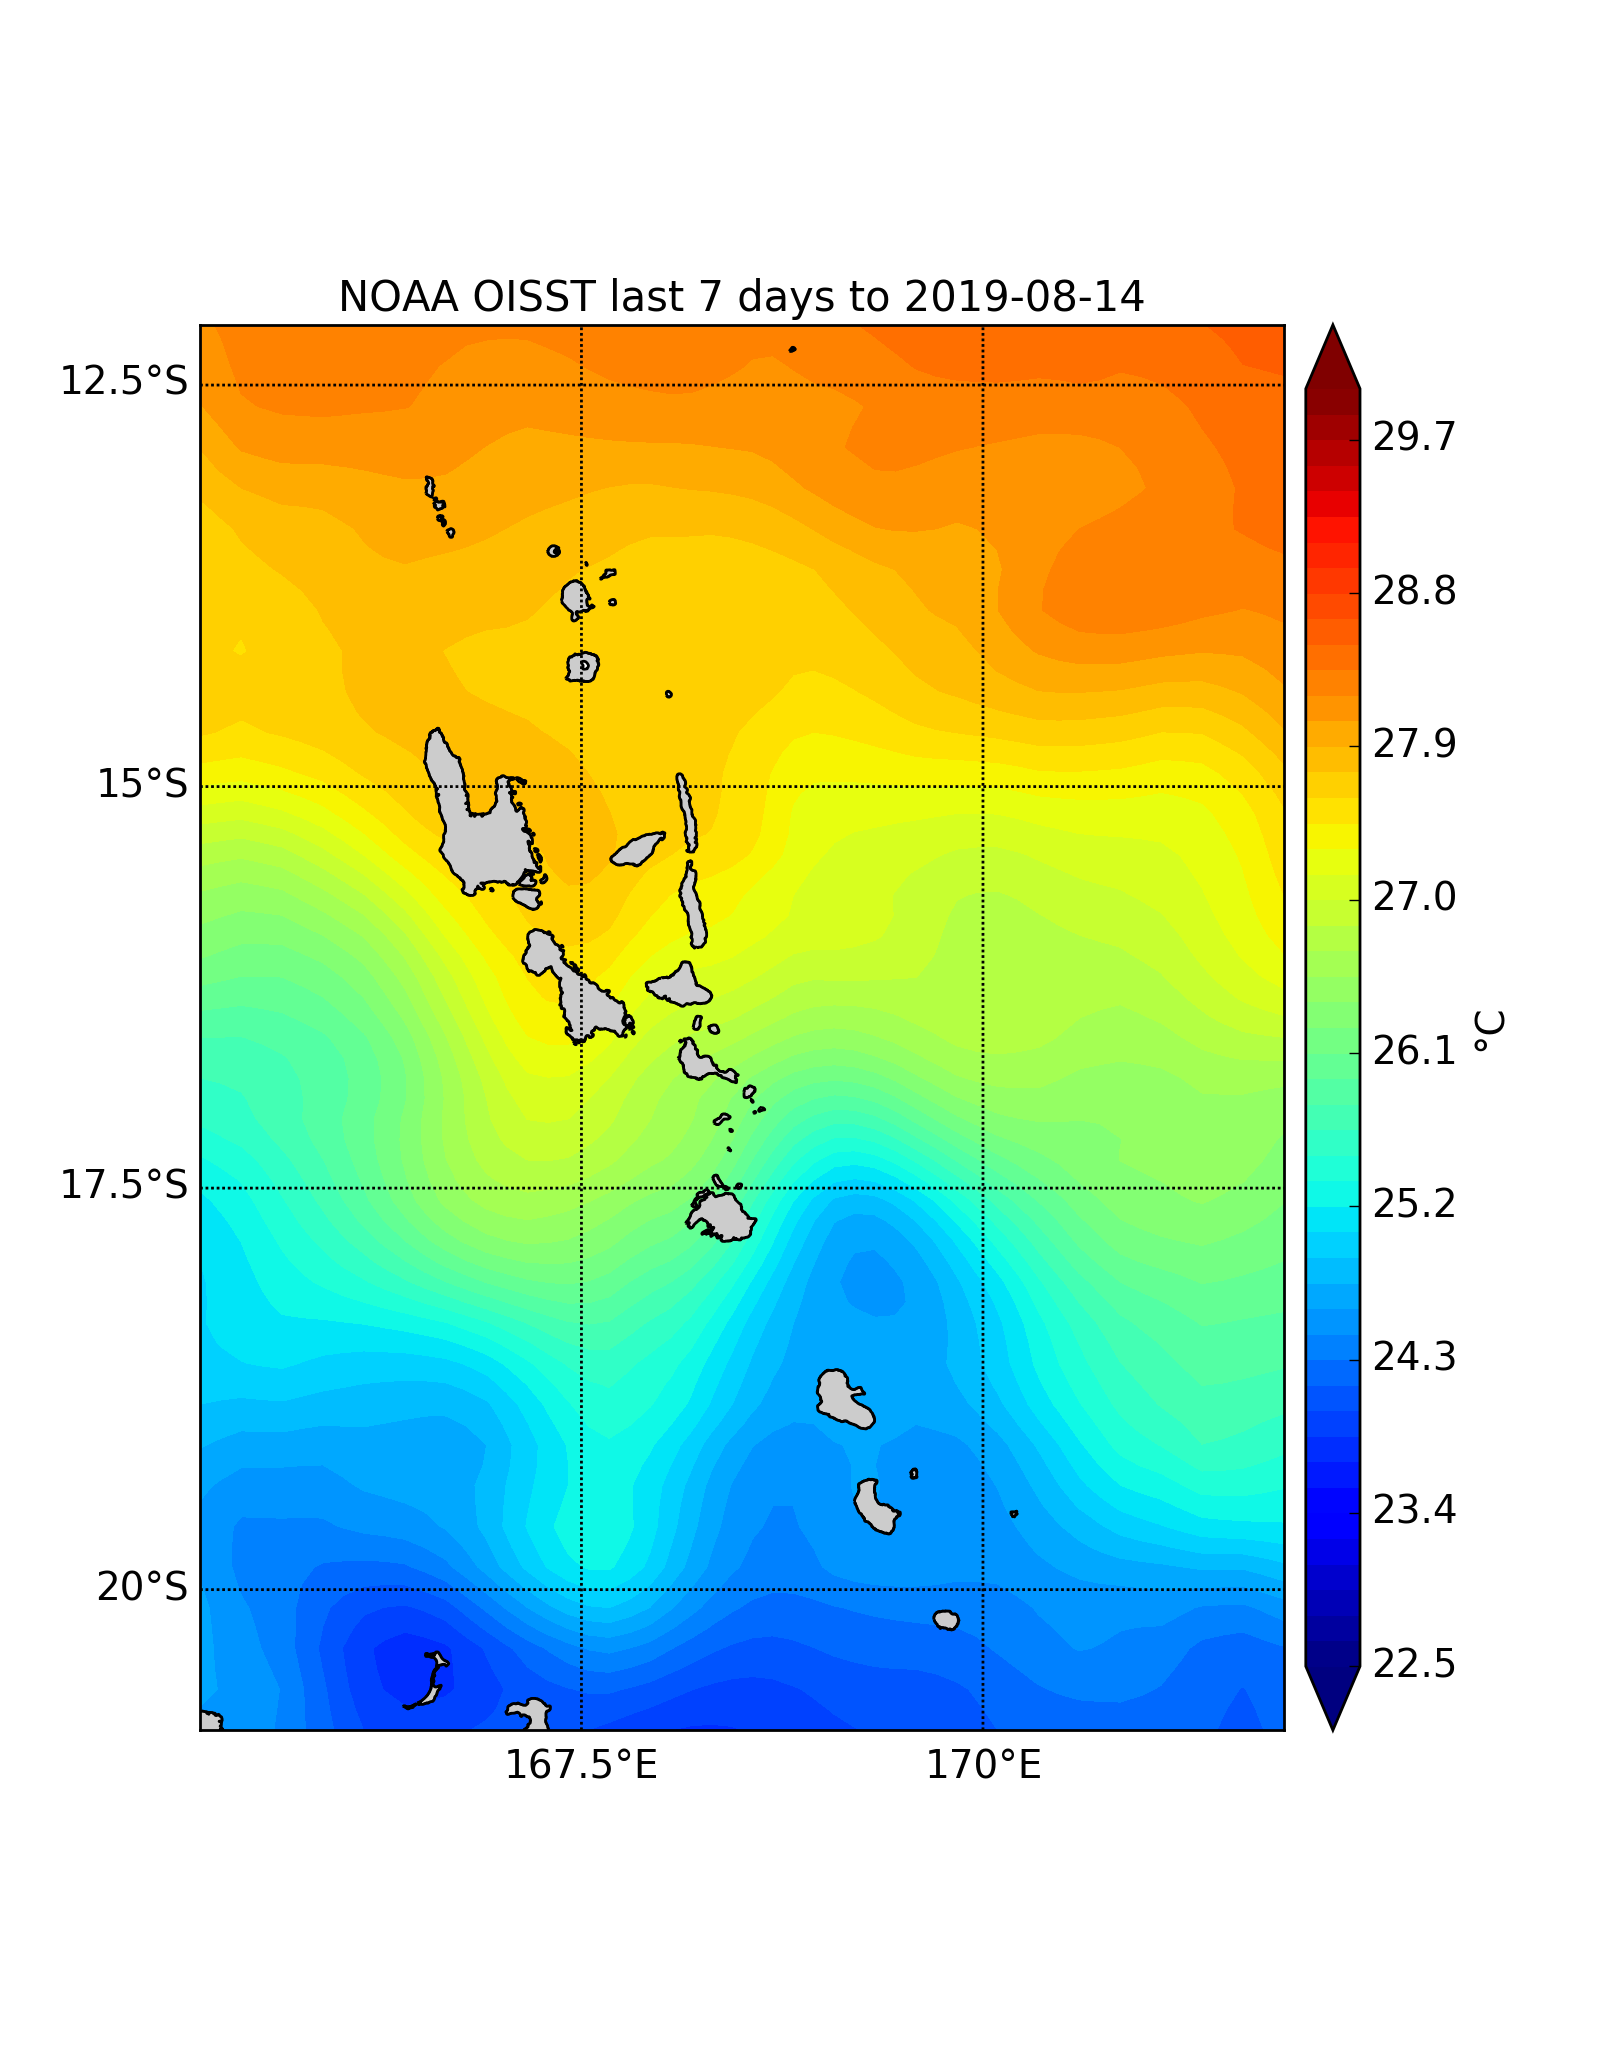 NOAA OISST last 7 days to 2019-08-14
12.5°S
15°S
17.5°S
20°S
167.5°E
170°E
29.7
28.8
27.9
27.0
26.1
25.2
24.3
23.4
22.5
°C